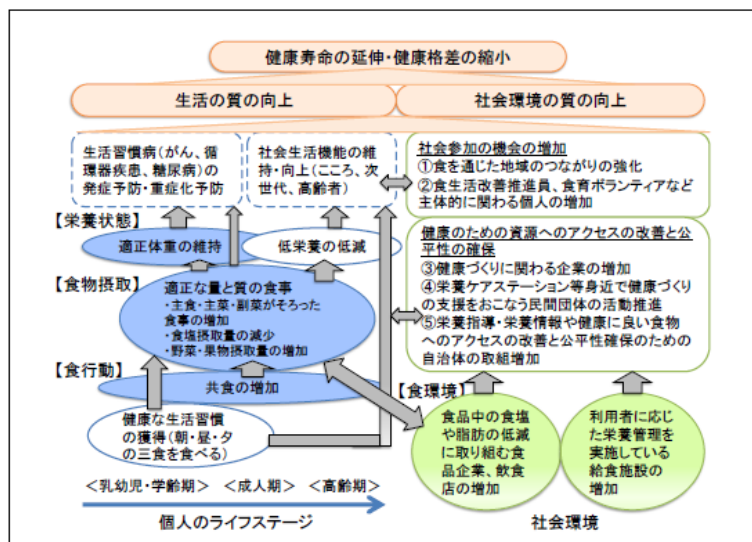 健康寿命の延伸・健康格差の縮小
生活の質の向上
社会環境の質の向上
生活習慣病(がん、循
環器疾患、糖尿病)の
発症予防・重症化予防
社会生活機能の維
持・向上(こころ、次
世代、高齢者)
社会参加の機会の増加
①食を通じた地域のつながりの強化
②食生活改善推進員、食育ボランティアなど
主体的に関わる個人の増加
【栄養状態】
適正体重の維持
低栄養の低減
健康のための資源へのアクセスの改善と公
平性の確保
③健康づくりに関わる企業の増加
④栄養ケアステーション等身近で健康づくり
の支援をおこなう民間団体の活動推進
⑤栄養指導・栄養情報や健康に良い食物
へのアクセスの改善と公平性確保のための
自治体の取組増加
【食物摂取】
適正な量と質の食事
・主食・主菜・副菜がそろった
食事の増加
・食塩摂取量の減少
・野菜・果物摂取量の増加
【食行動】
共食の増加
健康な生活習慣
の獲得(朝・昼・夕
の三食を食べる)
【食環境】
食品中の食塩
や脂肪の低減
に取り組む食
品企業、飲食
店の増加
利用者に応じ
た栄養管理を
実施している
給食施設の
増加
<乳幼児・学齢期> <成人期> <高齢期>
個人のライフステージ
社会環境